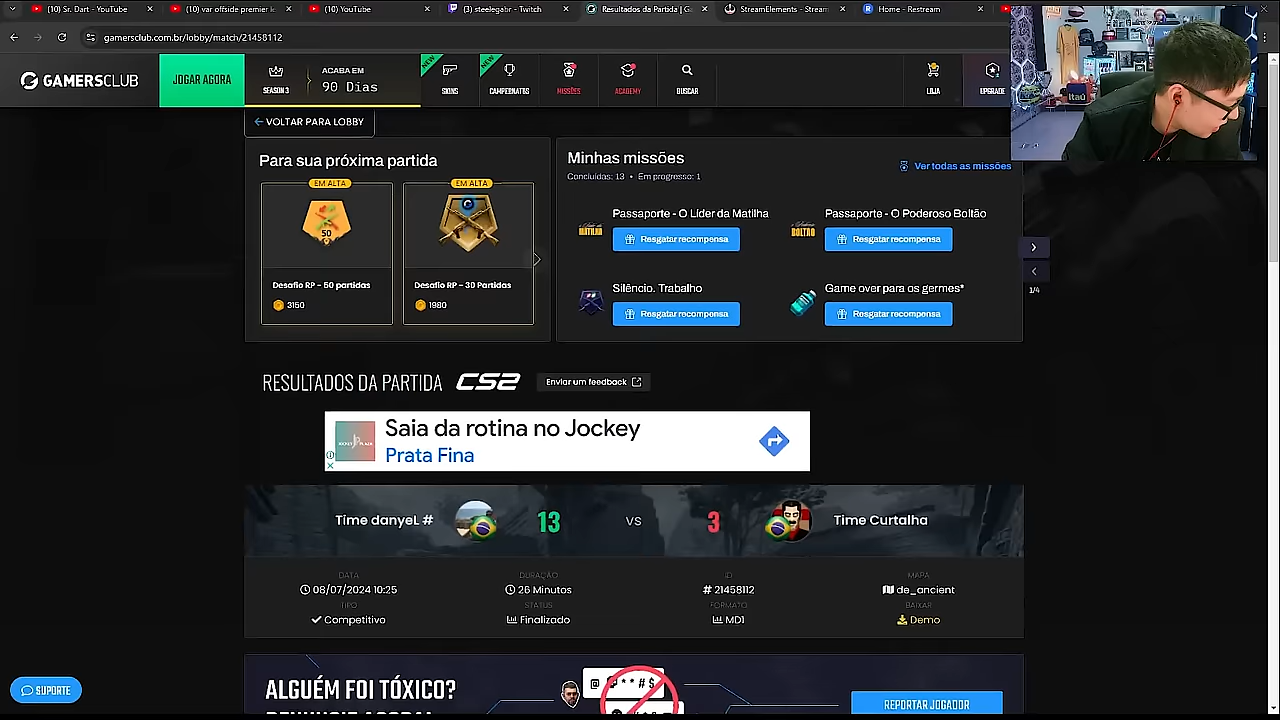 (10) Sr. Dart - YouTube
(10) var offside premier le
(10) YouTube
(3) steelegabr - Twitch
Resultados da Partida | G
StreamElements - Stream
Home - Restream
gamersclub.com.br/lobby/match/21458112
GAMERSCLUB
JOGAR AGORA
SEASON 3
ACABA EM
90 Dias
NEW
SKINS
NEW
CAMPEONATES
MISSÕES
ACADEMY
BUSCAR
LOJA
UPGRADE
Itaú
VOLTAR PARA LOBBY
Para sua próxima partida
EM ALTA
50
Desafio RP - 50 partidas
3150
EM ALTA
Desafio RP - 30 Partidas
1980
Minhas missões
Concluídas: 13 • Em progresso: 1
Ver todas as missões
Passaporte - O Líder da Matilha
Resgatar recompensa
Passaporte - O Poderoso Boltão
Resgatar recompensa
Silêncio. Trabalho
Resgatar recompensa
Game over para os germes*
Resgatar recompensa
1/4
RESULTADOS DA PARTIDA CS2
Enviar um feedback
Saia da rotina no Jockey
Prata Fina
Time danyeL #
13
VS
3
Time Curtalha
DATA
08/07/2024 10:25
DURAÇÃO
26 Minutos
ID
# 21458112
MAPA
de_ancient
TIPO
Competitivo
STATUS
Finalizado
FORMATO
MD1
BAIXAR
Demo
ALGUÉM FOI TÓXICO?
REPORTAR JOGADOR
SUPORTE